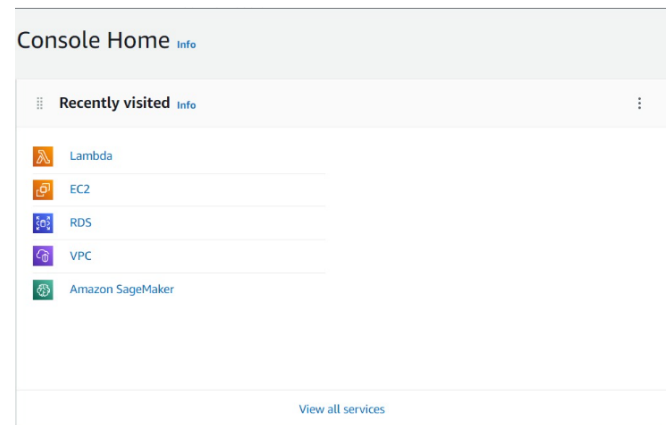 Console Home Info
Recently visited Info
Lambda
EC2
RDS
VPC
Amazon SageMaker
View all services